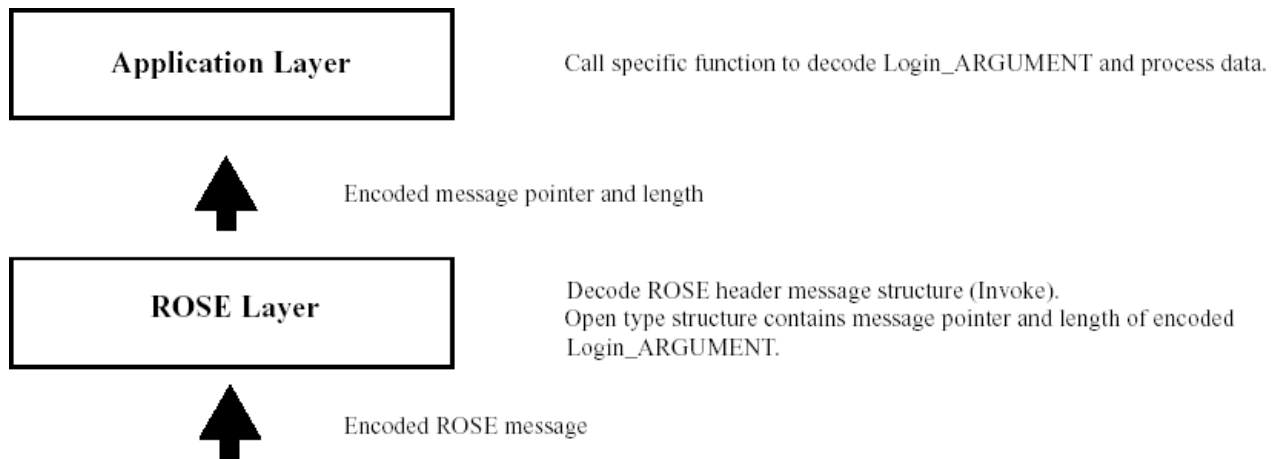 Application Layer
Call specific function to decode Login_ARGUMENT and process data.
Encoded message pointer and length
ROSE Layer
Decode ROSE header message structure (Invoke).
Open type structure contains message pointer and length of encoded
Login_ARGUMENT.
Encoded ROSE message